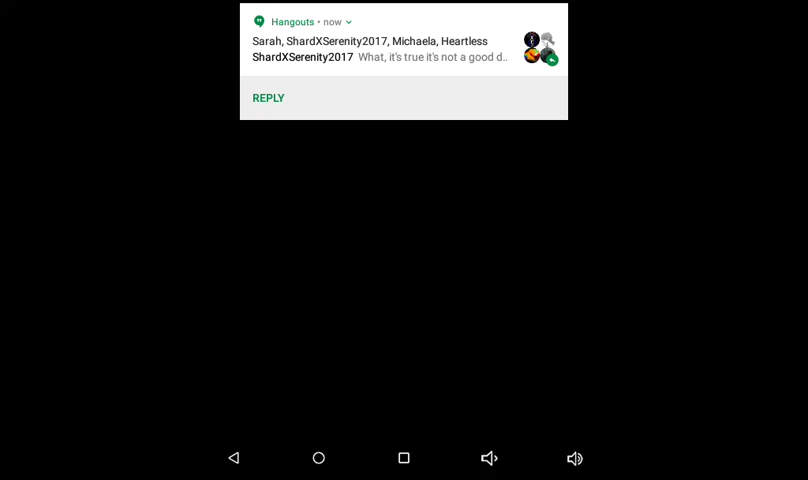 Hangouts • now
Sarah, ShardXSerenity2017, Michaela, Heartless
ShardXSerenity2017 What, it's true it's not a good d..
REPLY